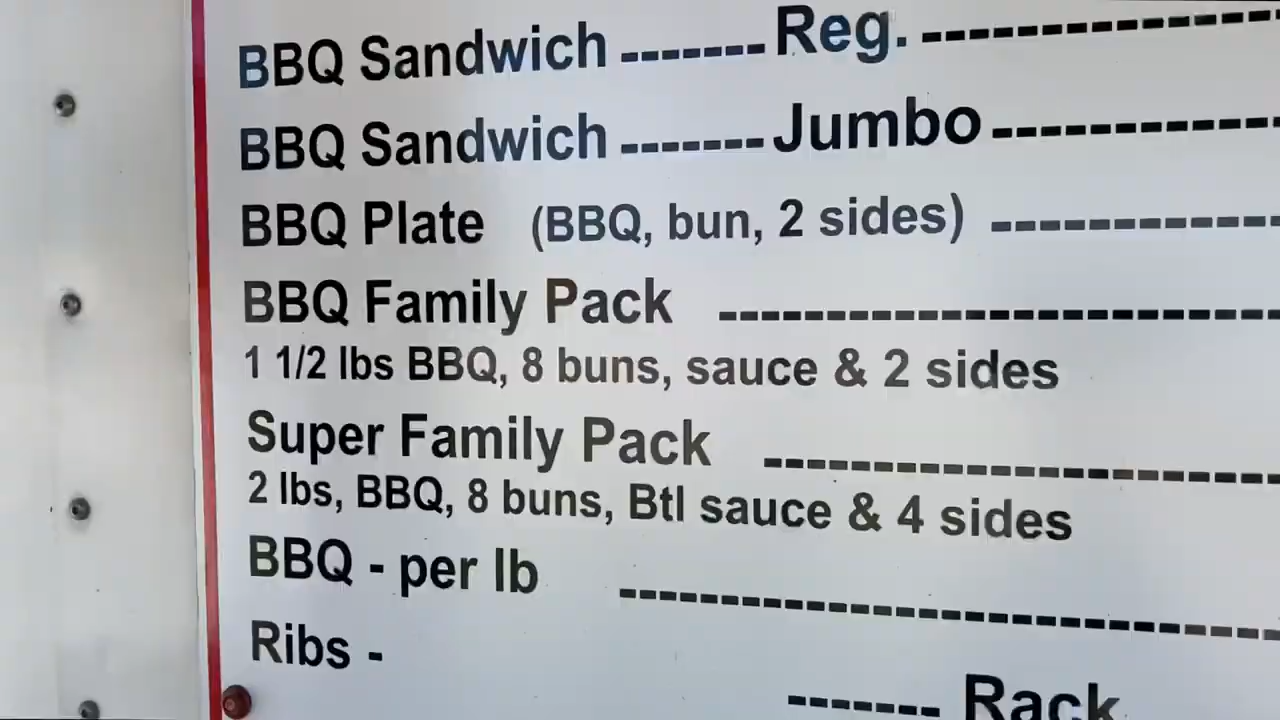 BBQ Sandwich ------- Reg. ---------------
BBQ Sandwich ------- Jumbo -------------
BBQ Plate (BBQ, bun, 2 sides) -------------
BBQ Family Pack --------------------------
1 1/2 lbs BBQ, 8 buns, sauce & 2 sides
Super Family Pack ------------------------
2 lbs, BBQ, 8 buns, Btl sauce & 4 sides
BBQ - per lb -------------------------------
Ribs -
------- Rack